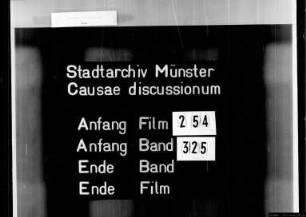 Stadtarchiv Münster
Causae discussionum
Anfang Film 254
Anfang Band 325
Ende Band
Ende Film